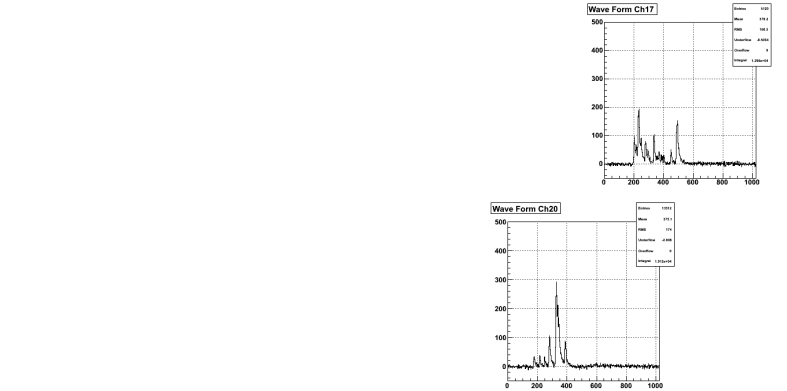 Wave Form Ch17
Entries
Mean
RMS
Underflow
Overflow 0
Integral
500
400
300
200
100
0
0 200 400 600 800 1000
Wave Form Ch20
Entries
Mean
RMS
Underflow
Overflow 0
Integral
500
400
300
200
100
0
0 200 400 600 800 1000